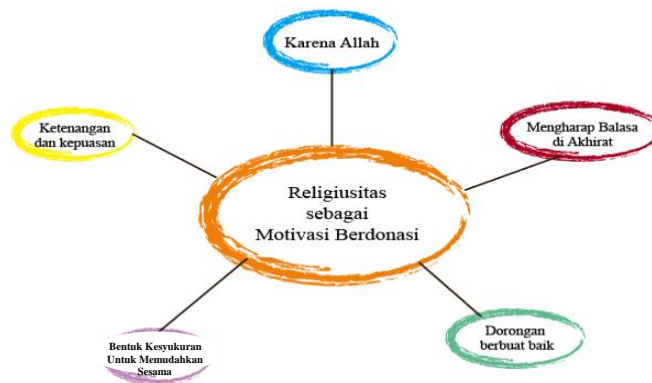 Karena Allah
Ketenangan
dan kepuasan
Mengharap Balasa
di Akhirat
Religiusitas
sebagai
Motivasi Berdonasi
Bentuk Kesyukuran
Untuk Memudahkan
Sesama
Dorongan
berbuat baik